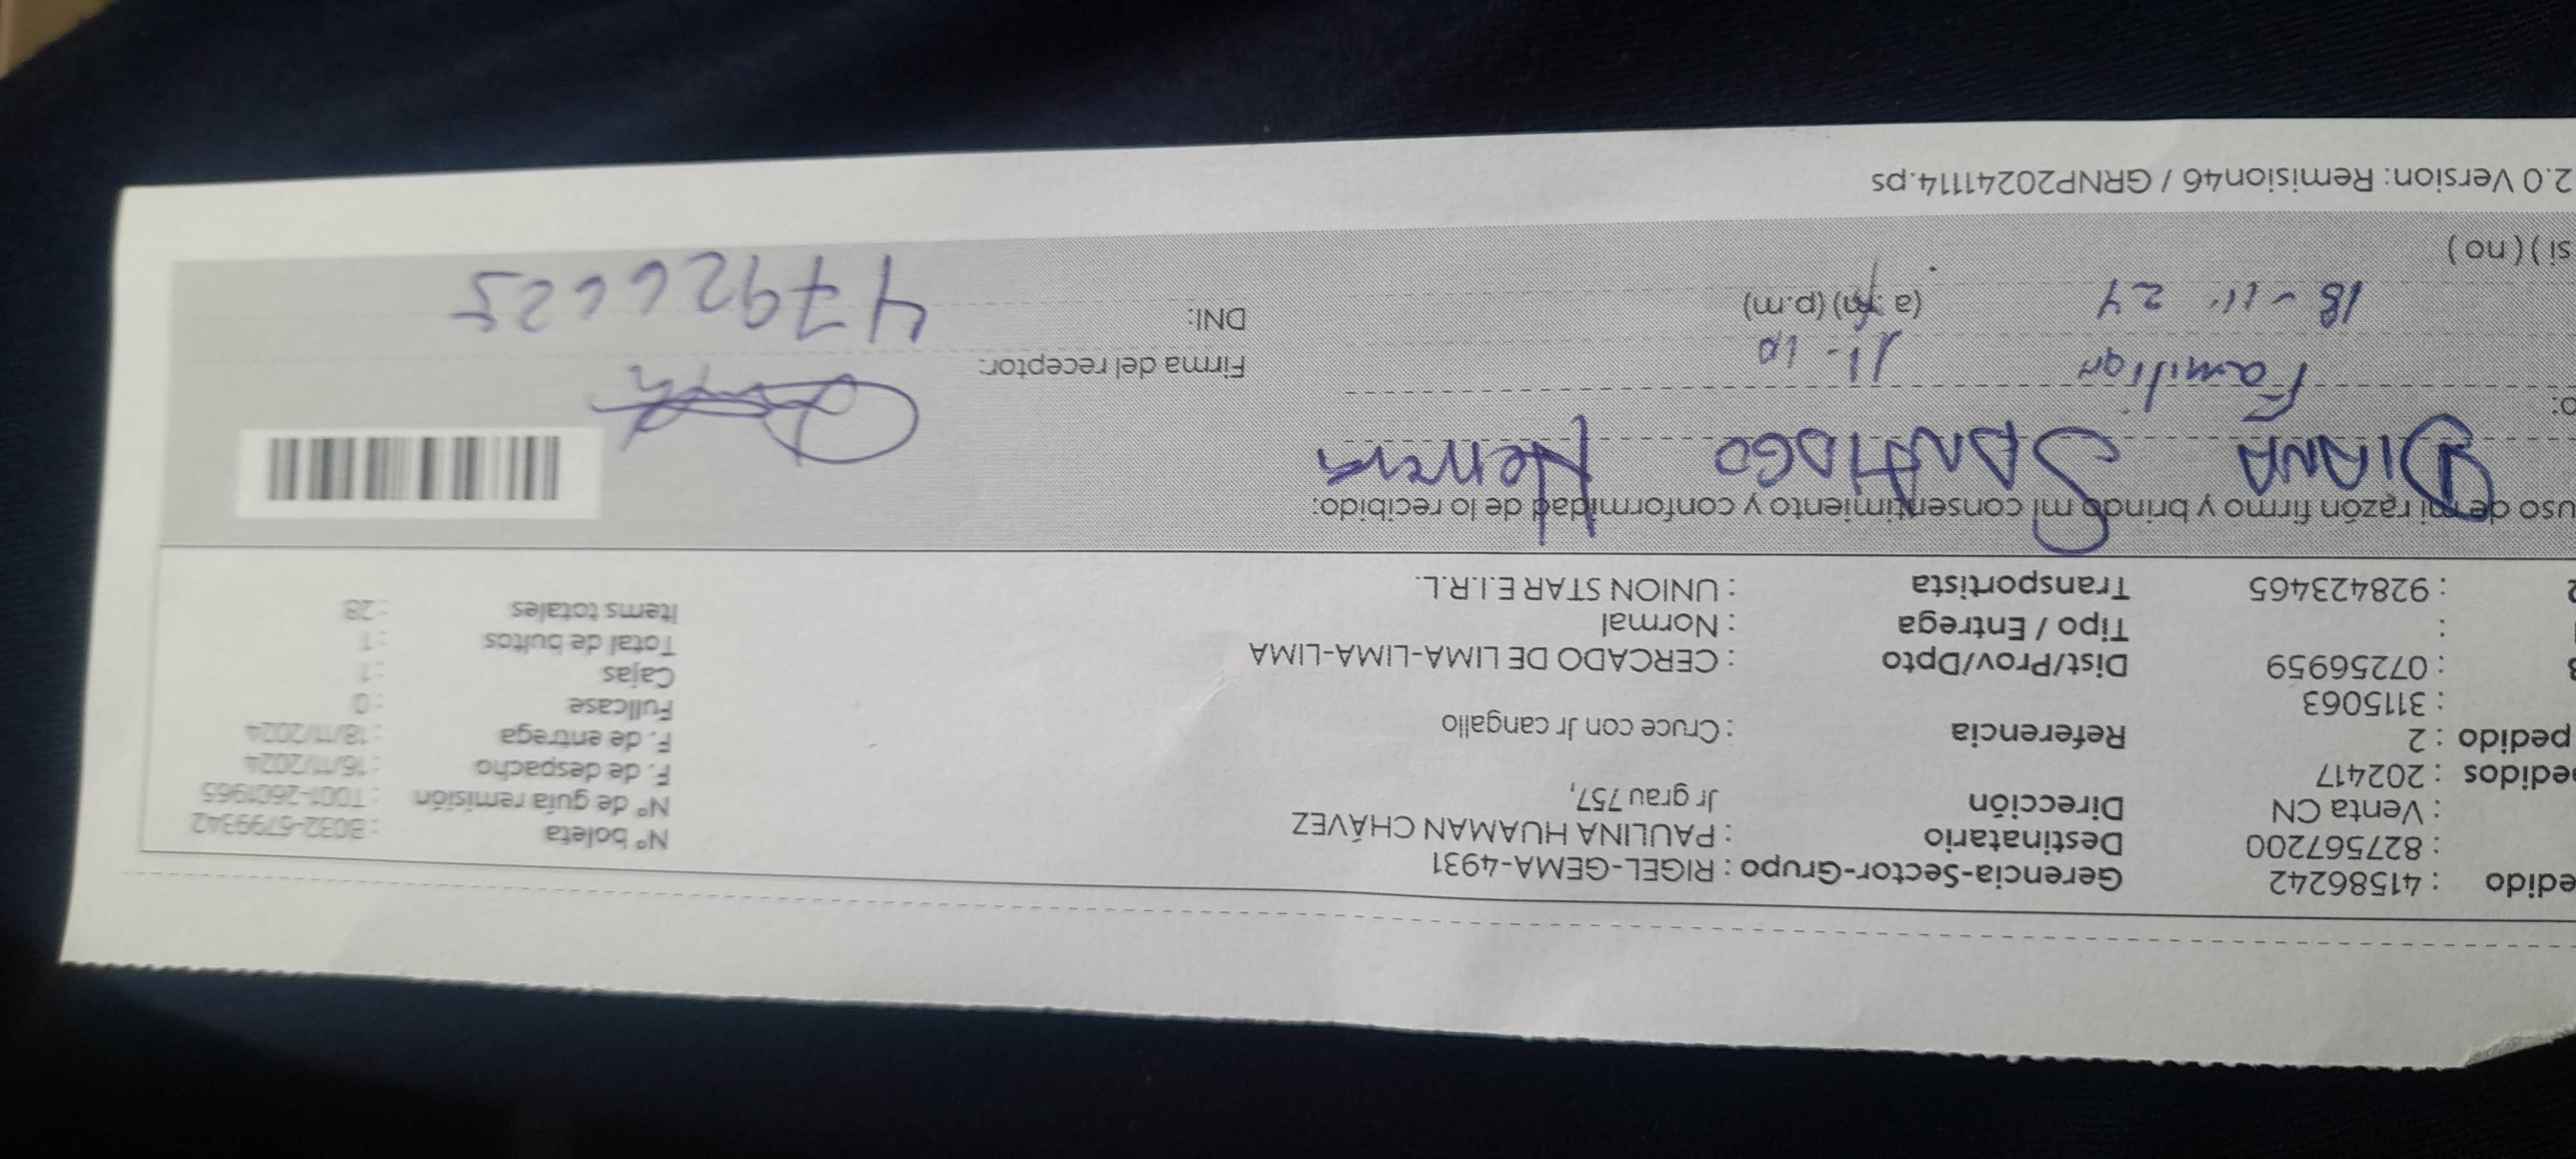 edido : 41586242 Gerencia-Sector-Grupo : RIGEL-GEMA-4931
: 827567200 Destinatario : PAULINA HUAMAN CHÁVEZ Nº boleta : B032-6799342
: Venta CN Dirección Jr grau 757, Nº de guía remisión : T001-2601965
edidos : 202417 F. de despacho : 16/11/2024
pedido : 2 Referencia : Cruce con Jr cangallo F. de entrega : 18/11/2024
: 3115063 Fullcase : 0
: 07256959 Dist/Prov/Dpto : CERCADO DE LIMA-LIMA-LIMA Cajas : 1
: Tipo / Entrega : Normal Total de bultos : 1
: 928423465 Transportista : UNION STAR E.I.R.L. Items totales : 28
uso de mi razón firmo y brindo mi consentimiento y conformidad de lo recibido:
DIANA SANTIAGO Herrera
o: Familiar 11-10 Firma del receptor:
18-11-24 (a.m) (p.m) DNI: 47926625
si ) ( no )
2.0 Version: Remision46 / GRNP20241114.ps